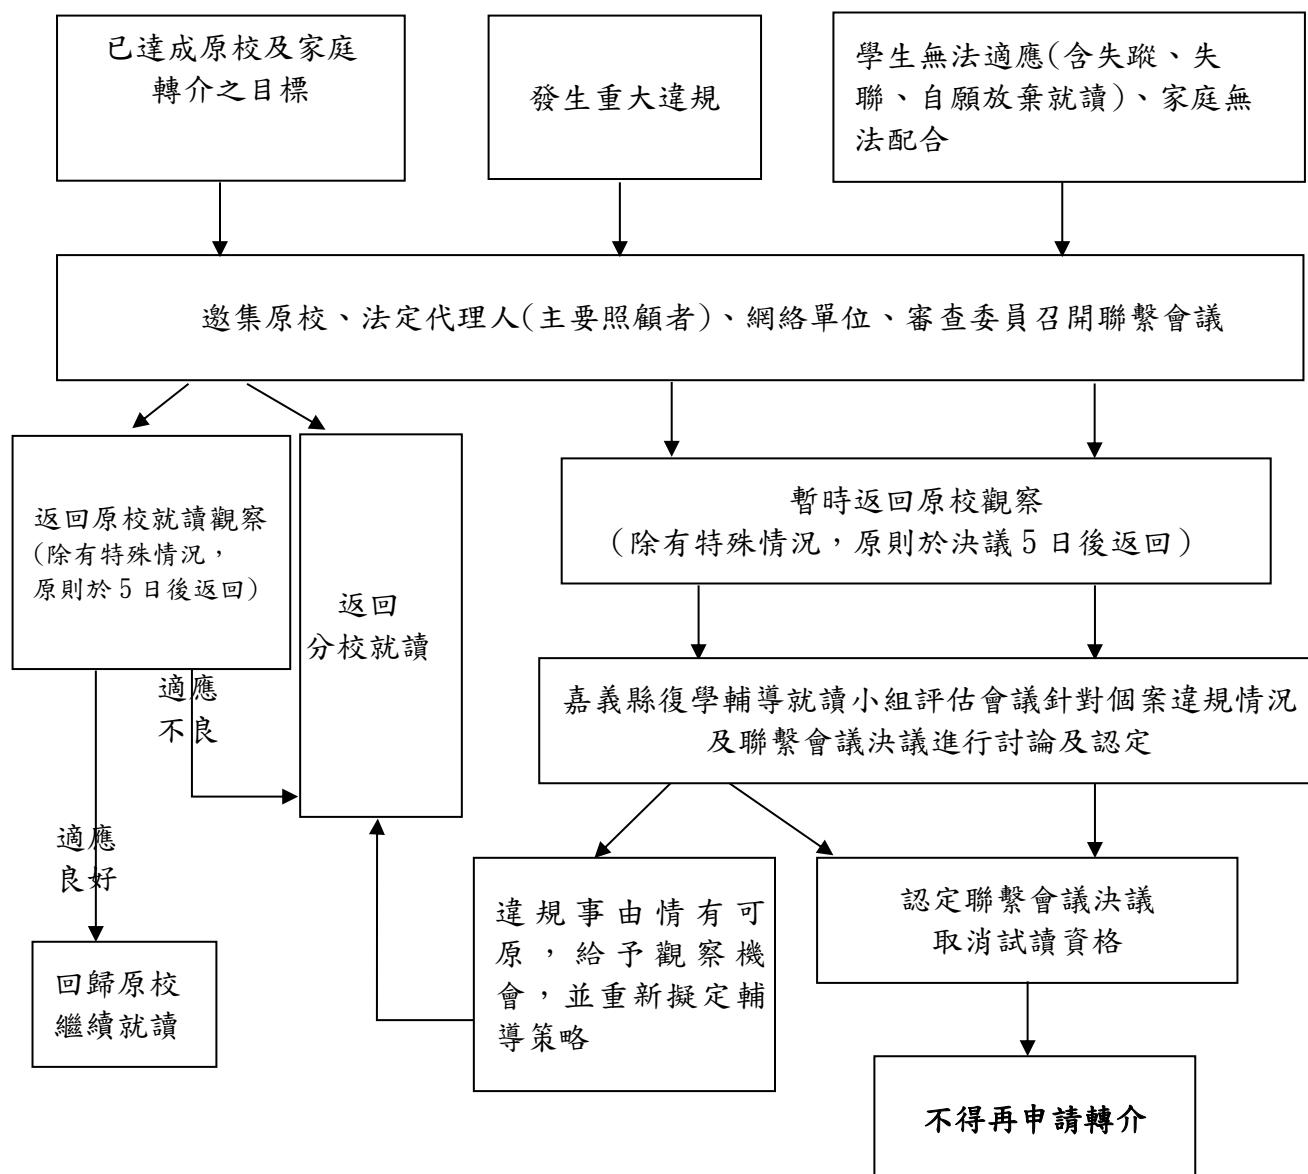 已達成原校及家庭
轉介之目標
發生重大違規
學生無法適應(含失蹤、失
聯、自願放棄就讀)、家庭無
法配合
邀集原校、法定代理人(主要照顧者)、網絡單位、審查委員召開聯繫會議
返回原校就讀觀察
(除有特殊情況，
原則於5日後返回)
返回
分校就讀
暫時返回原校觀察
（除有特殊情況，原則於決議5日後返回）
適應
不良
嘉義縣復學輔導就讀小組評估會議針對個案違規情況
及聯繫會議決議進行討論及認定
適應
良好
違規事由情有可
原，給予觀察機
會，並重新擬定輔
導策略
認定聯繫會議決議
取消試讀資格
回歸原校
繼續就讀
不得再申請轉介